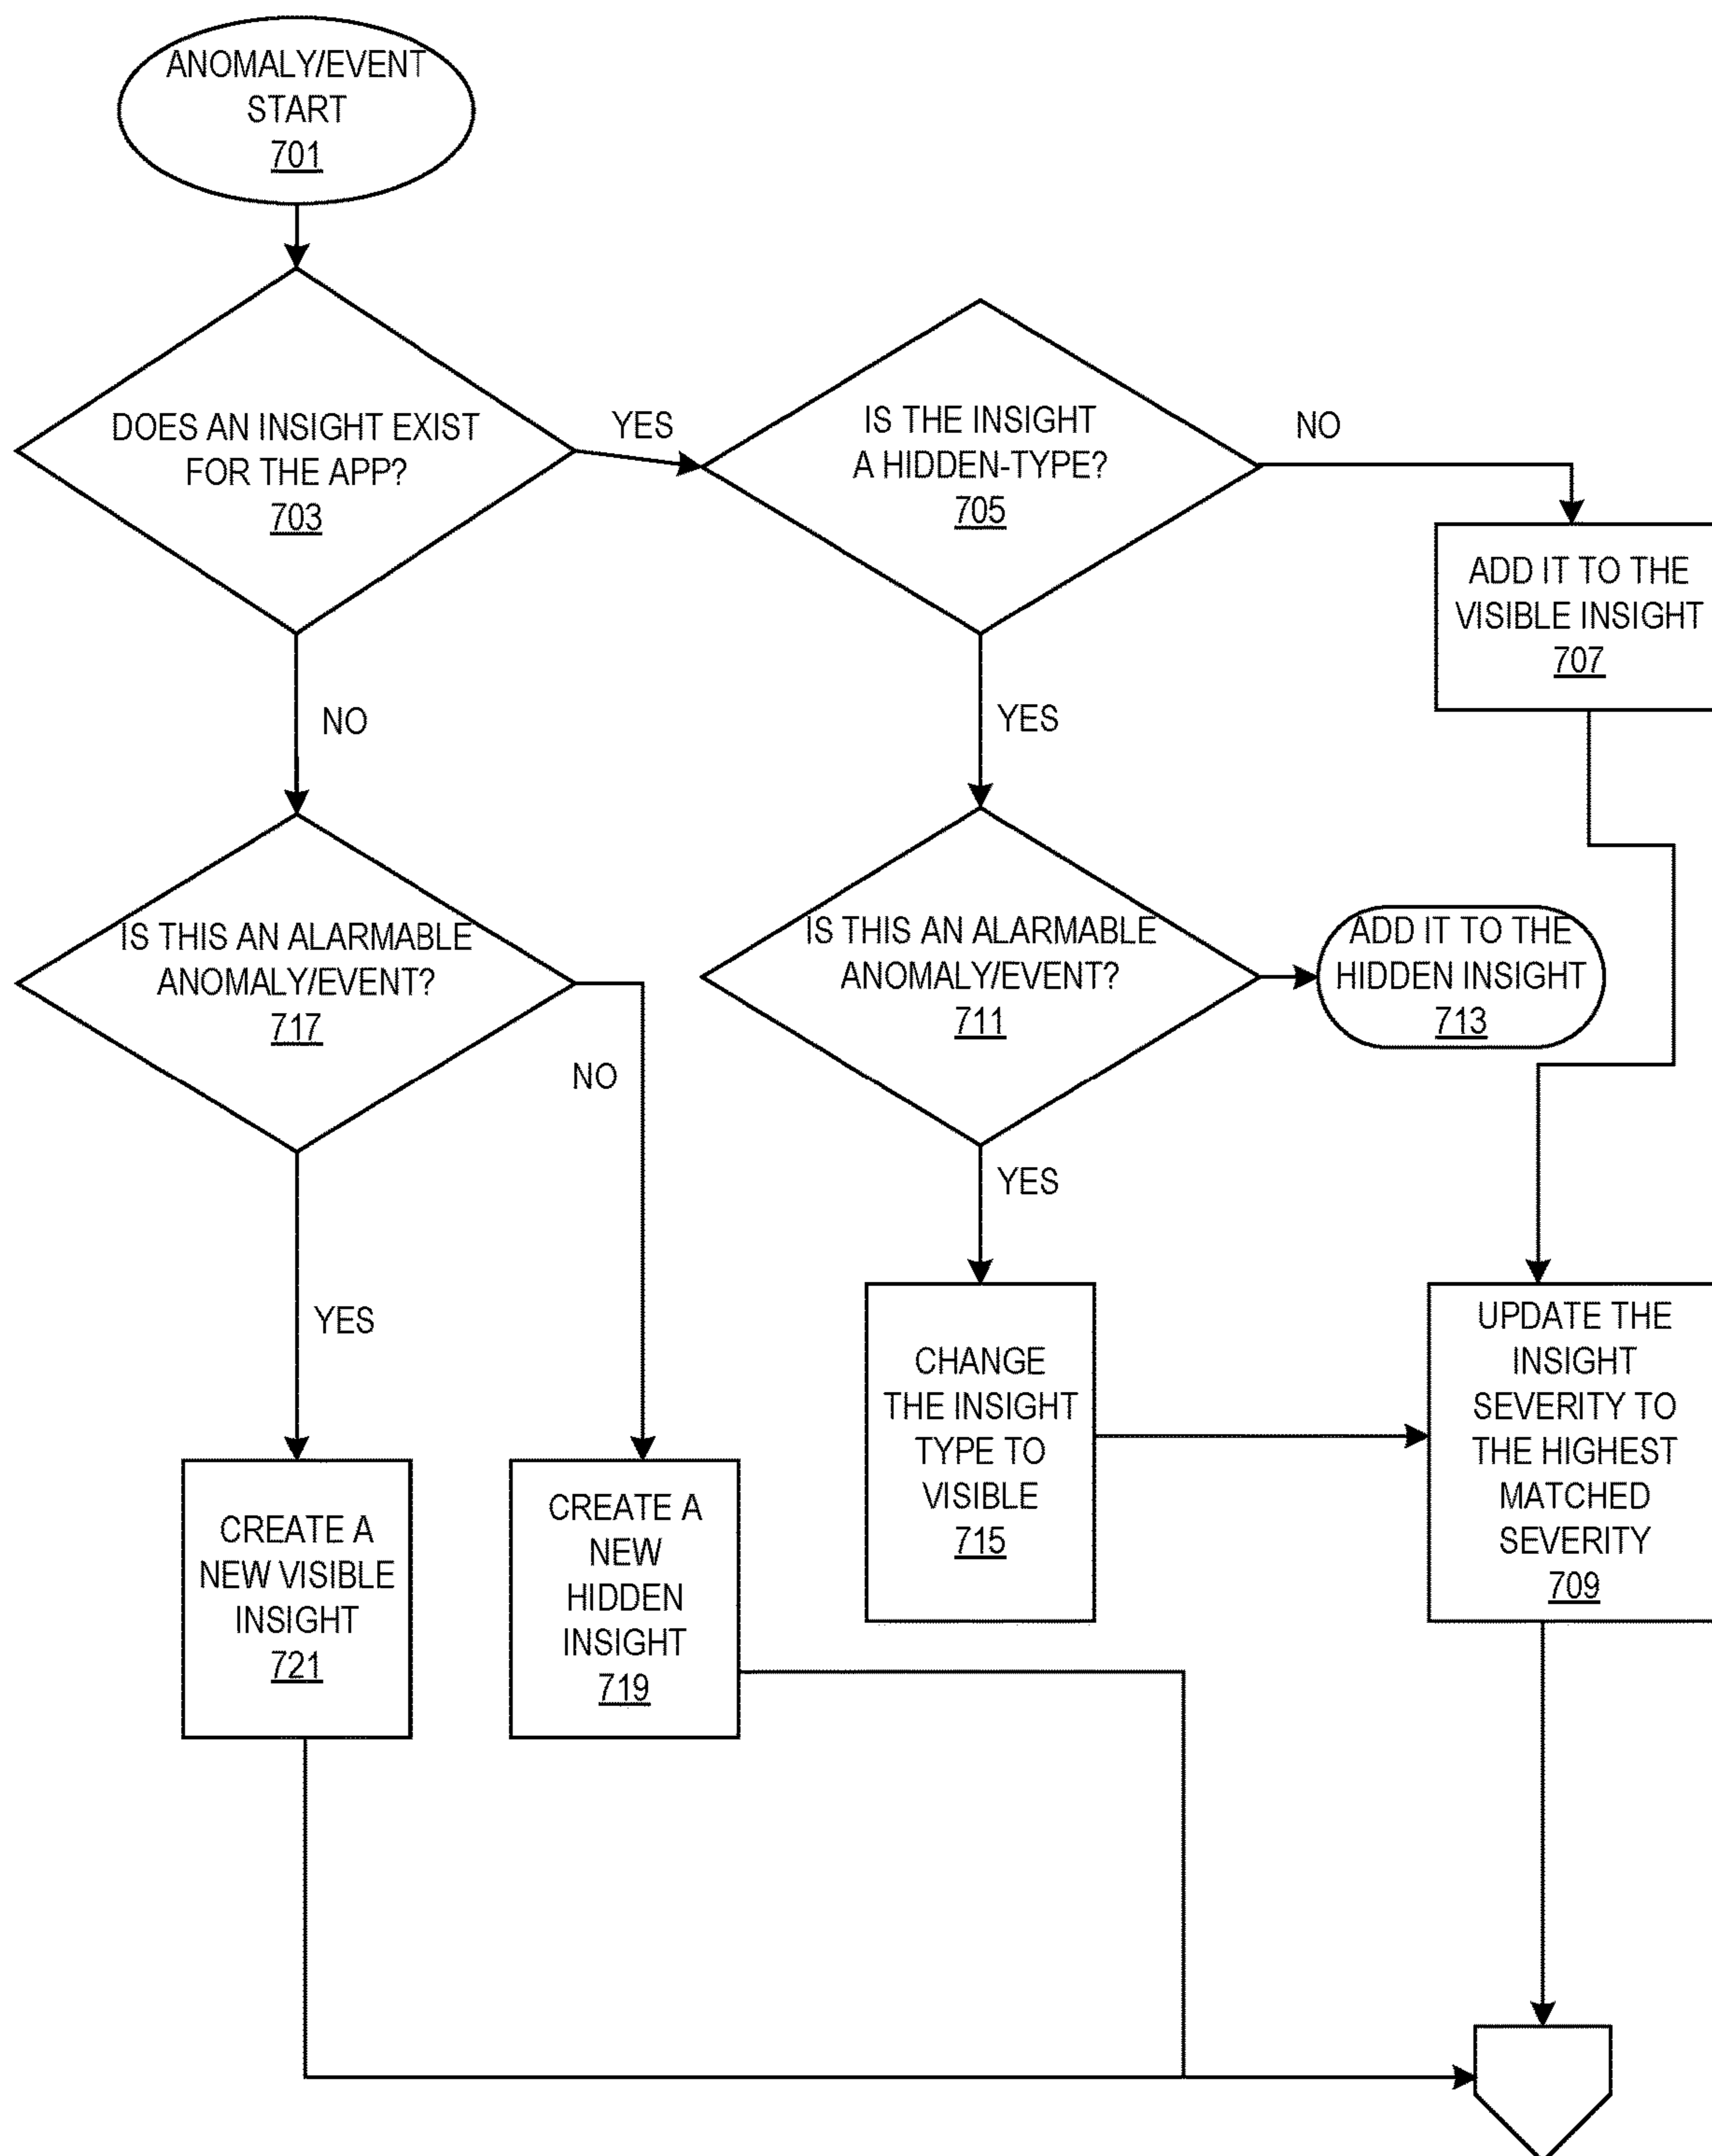 ANOMALY/EVENT
START
701
DOES AN INSIGHT EXIST
FOR THE APP?
703
YES
IS THE INSIGHT
A HIDDEN-TYPE?
705
NO
ADD IT TO THE
VISIBLE INSIGHT
707
NO
YES
IS THIS AN ALARMABLE
ANOMALY/EVENT?
717
NO
IS THIS AN ALARMABLE
ANOMALY/EVENT?
711
ADD IT TO THE
HIDDEN INSIGHT
713
YES
YES
CHANGE
THE INSIGHT
TYPE TO
VISIBLE
715
UPDATE THE
INSIGHT
SEVERITY TO
THE HIGHEST
MATCHED
SEVERITY
709
CREATE A
NEW VISIBLE
INSIGHT
721
CREATE A
NEW
HIDDEN
INSIGHT
719